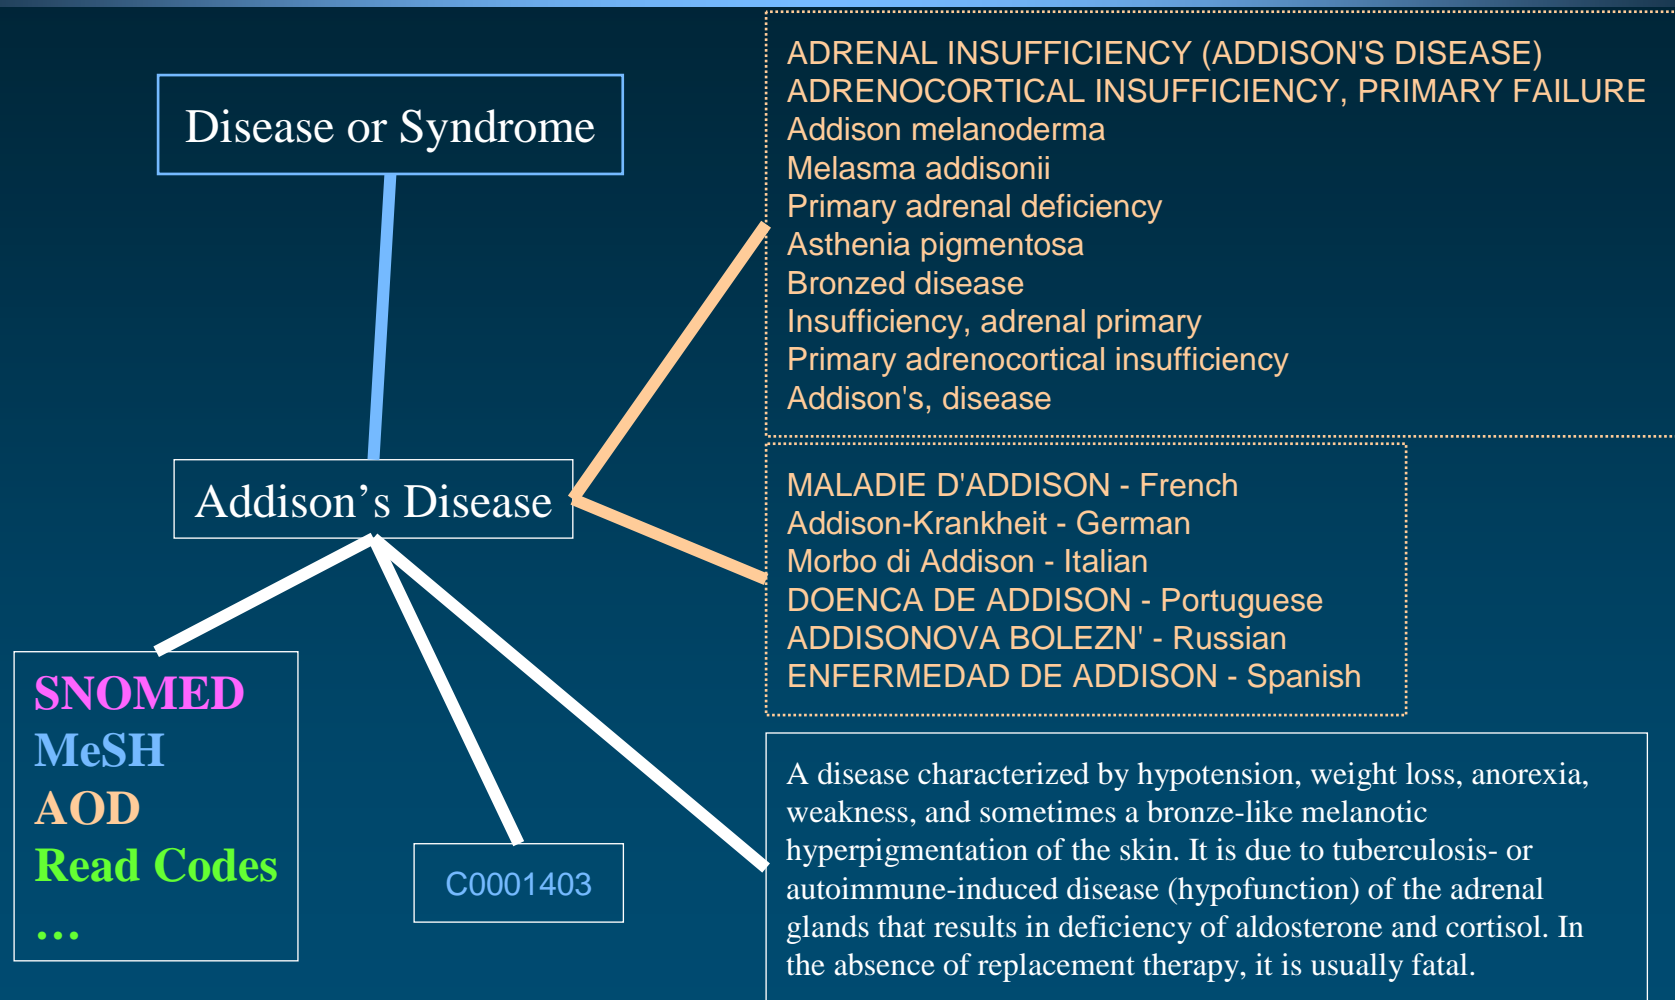 Disease or Syndrome
ADRENAL INSUFFICIENCY (ADDISON'S DISEASE)
ADRENOCORTICAL INSUFFICIENCY, PRIMARY FAILURE
Addison melanoderma
Melasma addisonii
Primary adrenal deficiency
Asthenia pigmentosa
Bronzed disease
Insufficiency, adrenal primary
Primary adrenocortical insufficiency
Addison's, disease
Addison’s Disease
MALADIE D'ADDISON - French
Addison-Krankheit - German
Morbo di Addison - Italian
DOENCA DE ADDISON - Portuguese
ADDISONOVA BOLEZN' - Russian
ENFERMEDAD DE ADDISON - Spanish
SNOMED
MeSH
AOD
Read Codes
…
C0001403
A disease characterized by hypotension, weight loss, anorexia,
weakness, and sometimes a bronze-like melanotic
hyperpigmentation of the skin. It is due to tuberculosis- or
autoimmune-induced disease (hypofunction) of the adrenal
glands that results in deficiency of aldosterone and cortisol. In
the absence of replacement therapy, it is usually fatal.